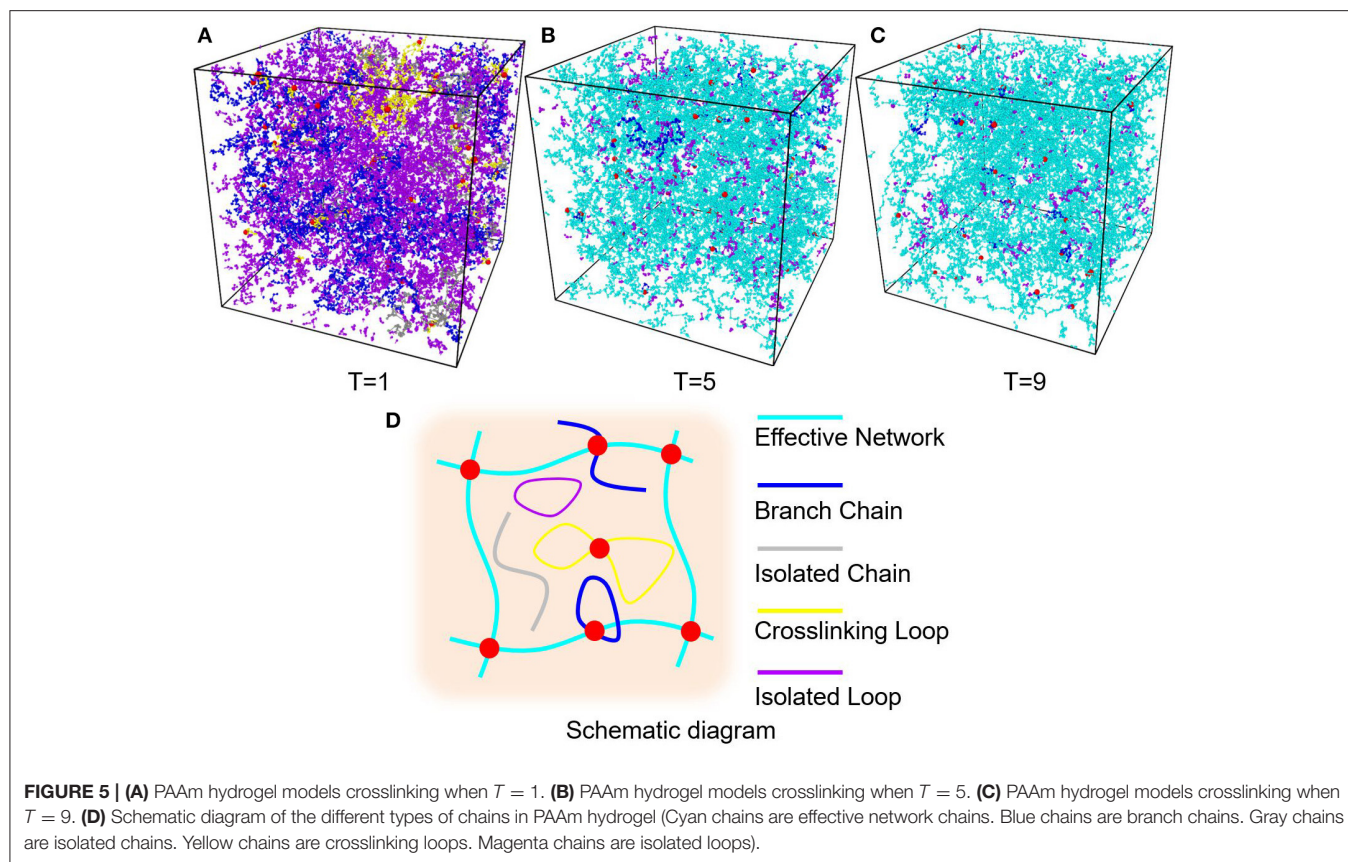 A
B
C
T=1
T=5
T=9
D
Effective Network
Branch Chain
Isolated Chain
Crosslinking Loop
Isolated Loop
Schematic diagram
FIGURE 5 | (A) PAAm hydrogel models crosslinking when T = 1. (B) PAAm hydrogel models crosslinking when T = 5. (C) PAAm hydrogel models crosslinking when
T = 9. (D) Schematic diagram of the different types of chains in PAAm hydrogel (Cyan chains are effective network chains. Blue chains are branch chains. Gray chains
are isolated chains. Yellow chains are crosslinking loops. Magenta chains are isolated loops).